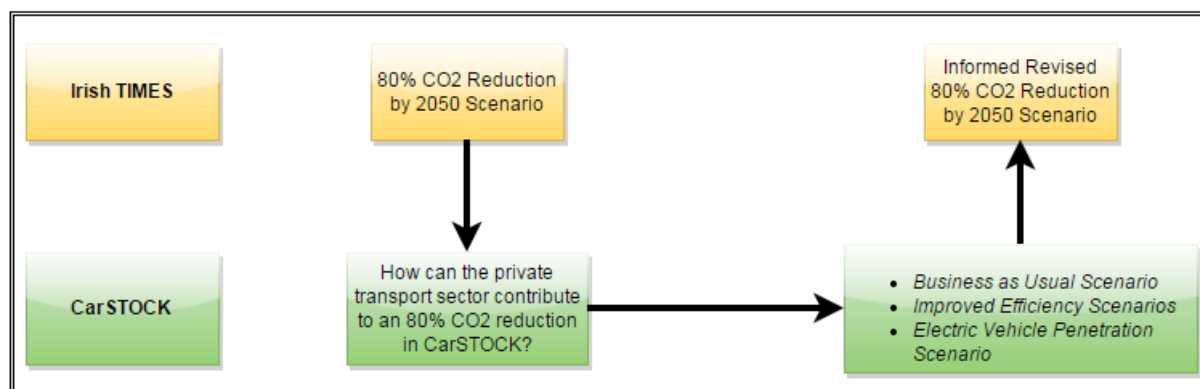 Irish TIMES
80% CO2 Reduction
by 2050 Scenario
Informed Revised
80% CO2 Reduction
by 2050 Scenario
CarSTOCK
How can the private
transport sector contribute
to an 80% CO2 reduction
in CarSTOCK?
• Business as Usual Scenario
• Improved Efficiency Scenarios
• Electric Vehicle Penetration
Scenario